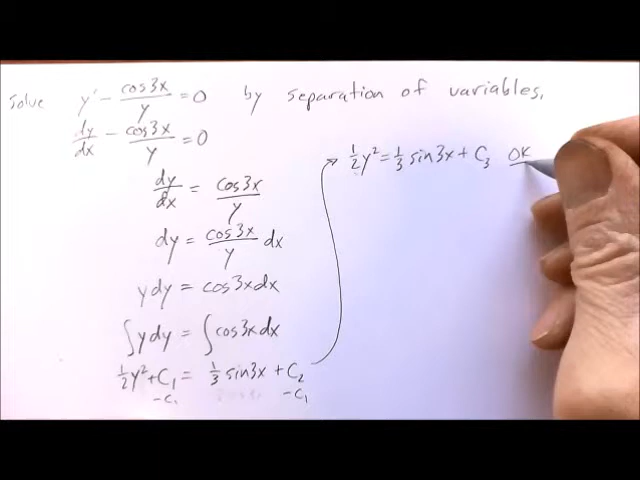 Solve y' - cos3x/y = 0 by separation of variables.
dy/dx - cos3x/y = 0
dy/dx = cos3x/y
dy = cos3x/y dx
ydy = cos3xdx
∫ydy = ∫cos3xdx
½y² + C₁ = ⅓ sin3x + C₂
-C₁ -C₁
½y² = ⅓ sin3x + C₃ OK